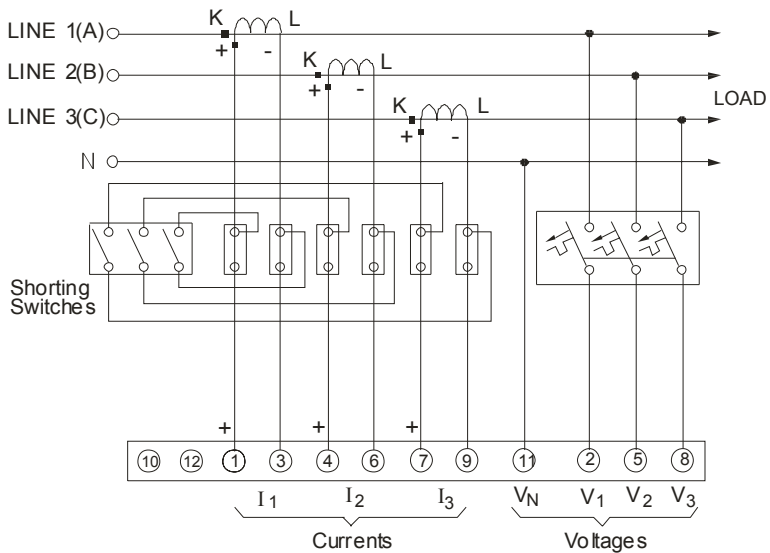 K L
LINE 1(A)
+ -
K L
LINE 2(B)
+ -
LOAD
K L
LINE 3(C)
+ -
N
Shorting
Switches
+ + +
10 12 1 3 4 6 7 9 11 2 5 8
I1 I2 I3 VN V1 V2 V3
Currents Voltages